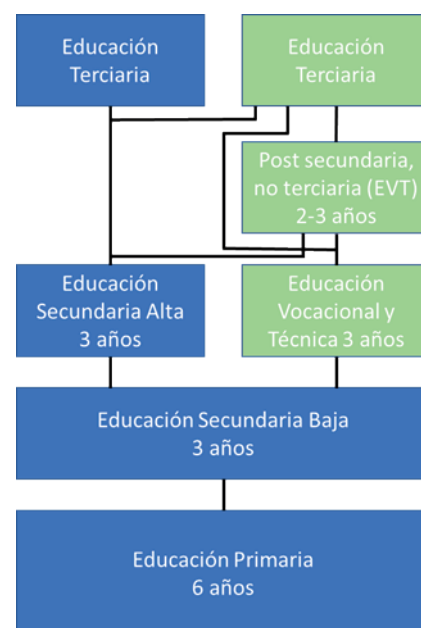 Educación
Terciaria
Educación
Terciaria
Post secundaria,
no terciaria (EVT)
2-3 años
Educación
Secundaria Alta
3 años
Educación
Vocacional y
Técnica 3 años
Educación Secundaria Baja
3 años
Educación Primaria
6 años